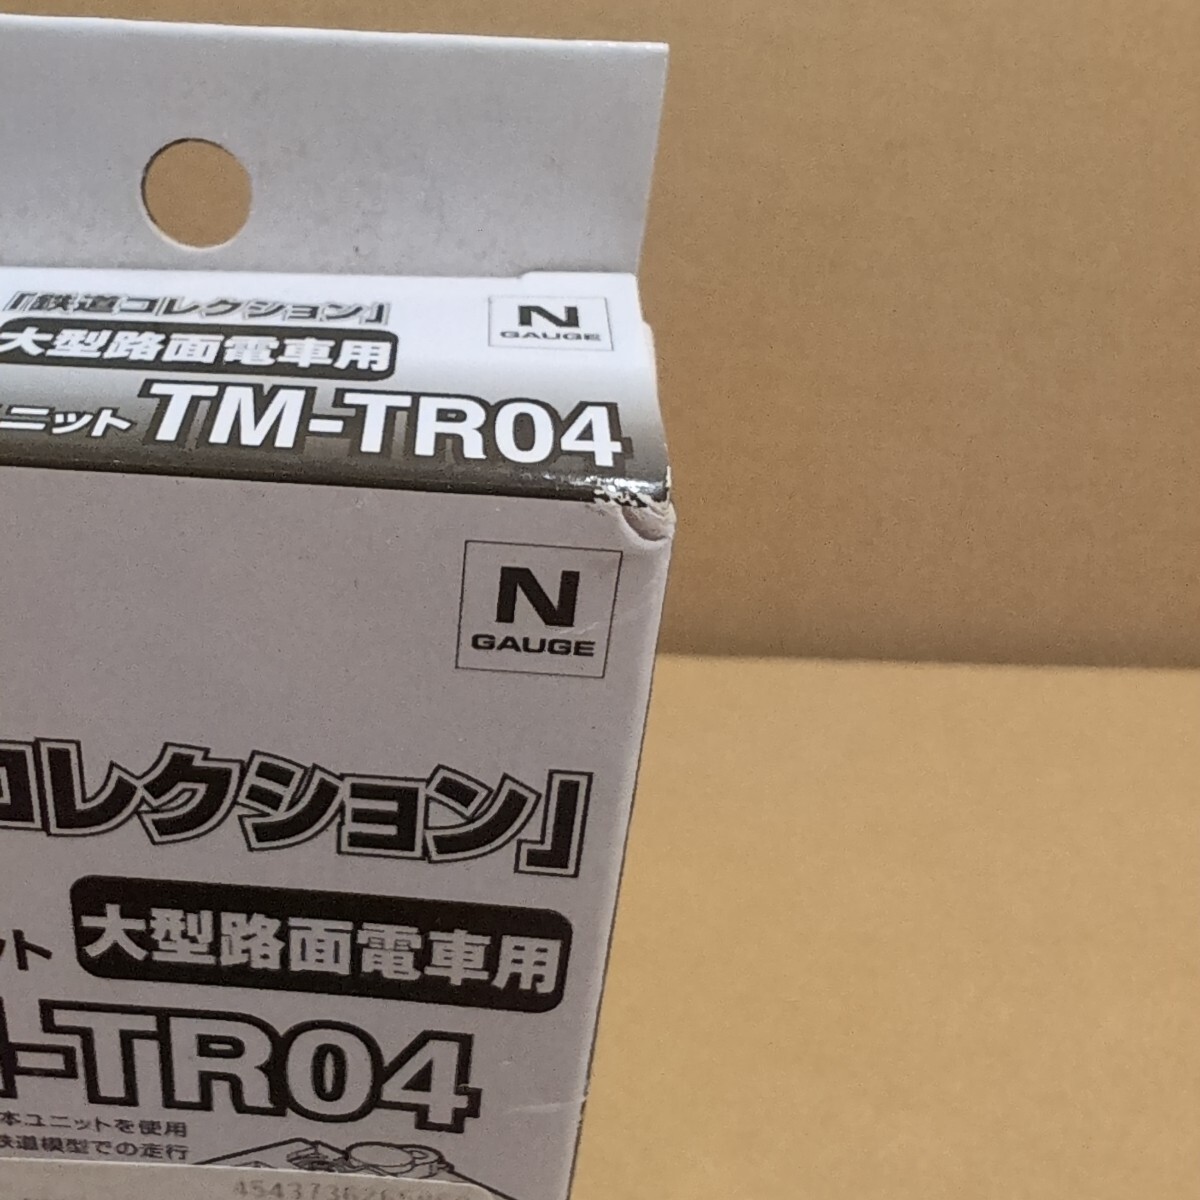 「鉄道コレクション」
N
GAUGE
大型路面電車用
ニット TM-TR04
N
GAUGE
コレクション」
ット 大型路面電車用
-TR04
本ユニットを使用
鉄道模型での走行